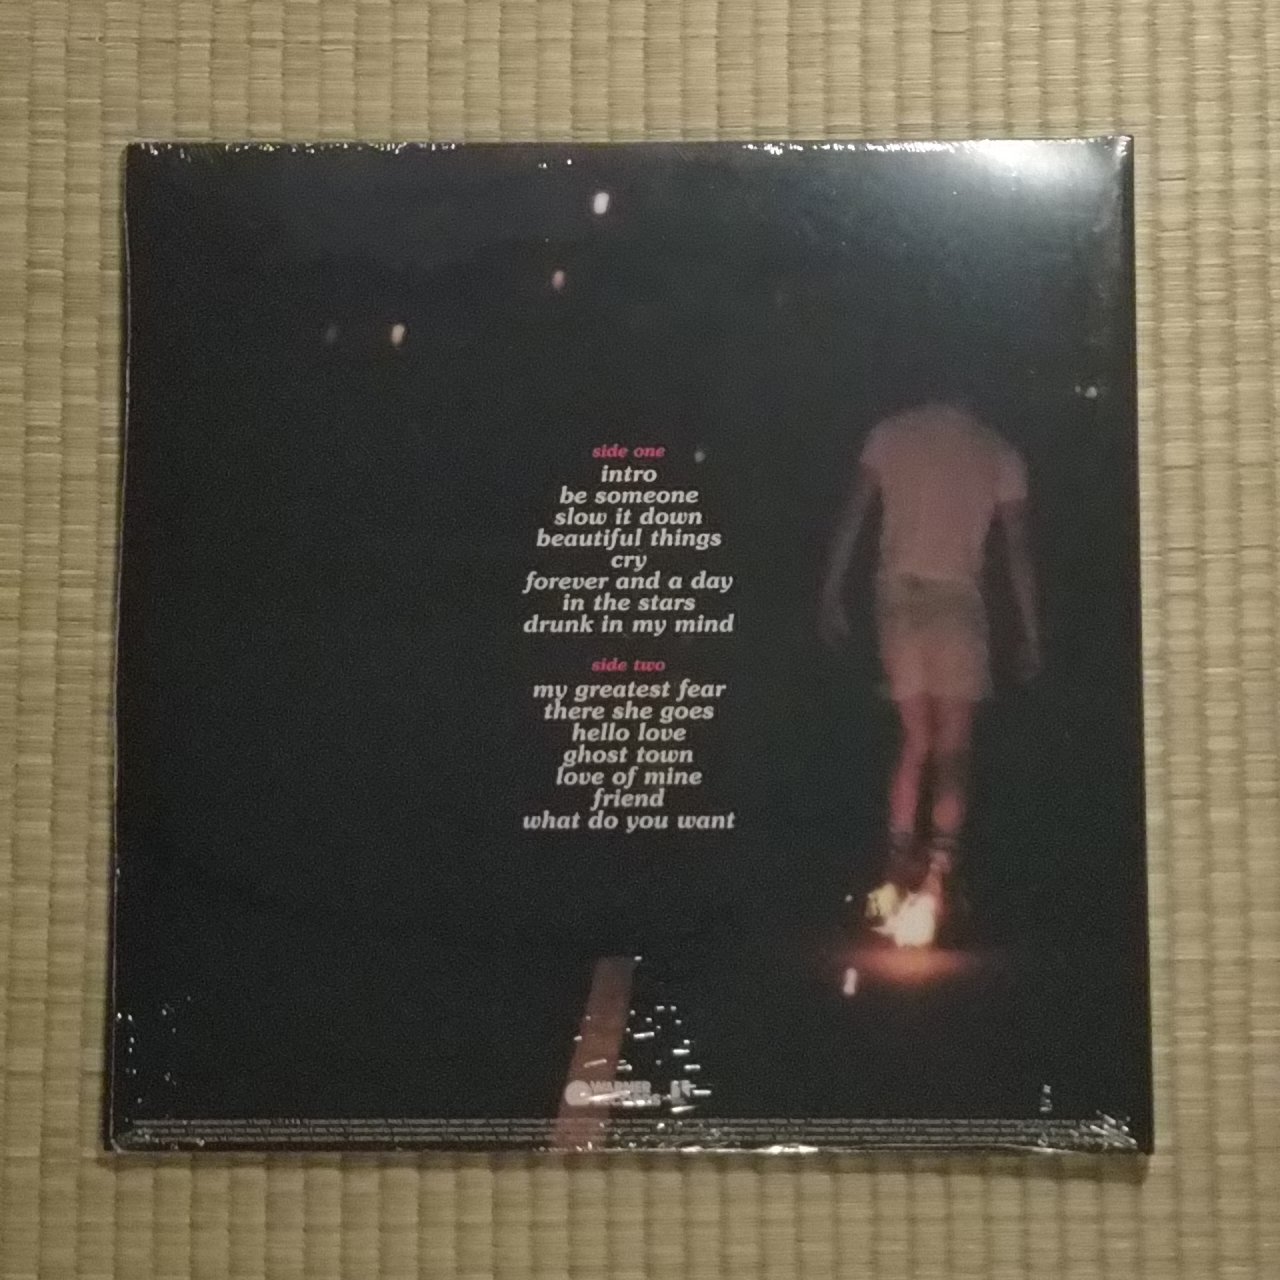 side one
intro
be someone
slow it down
beautiful things
cry
forever and a day
in the stars
drunk in my mind
side two
my greatest fear
there she goes
hello love
ghost town
love of mine
friend
what do you want
WARNER